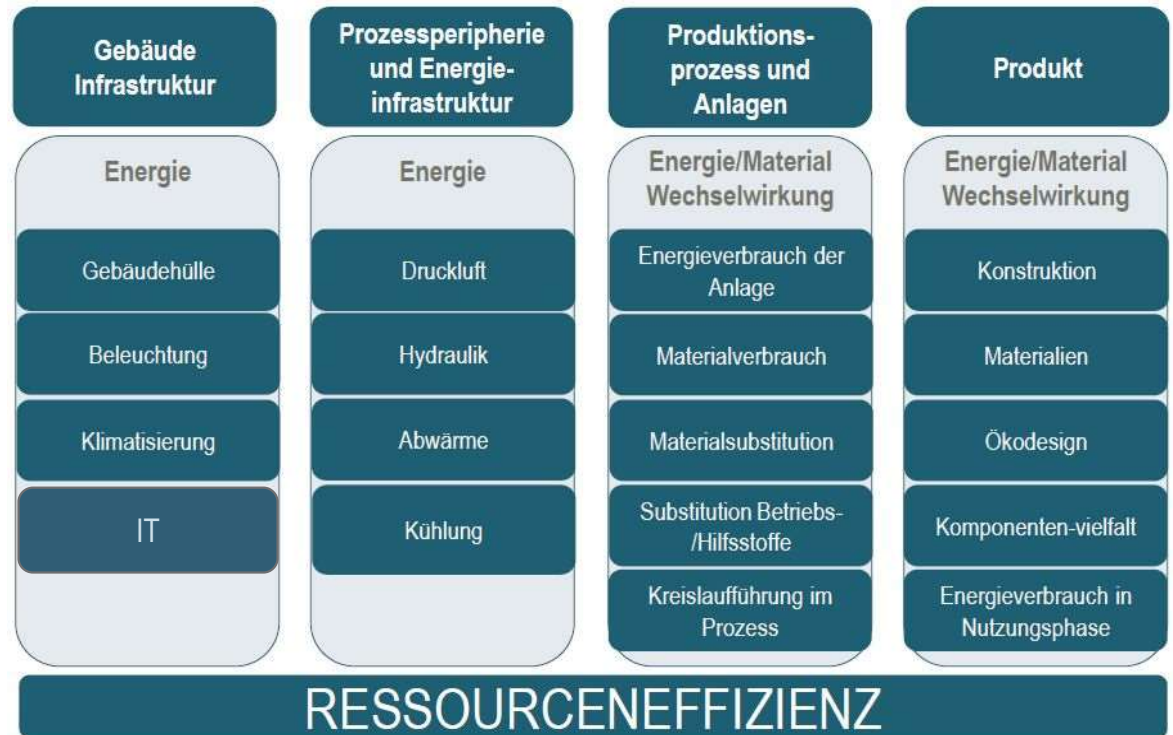 Gebäude
Infrastruktur
Prozessperipherie
und Energie-
infrastruktur
Produktions-
prozess und
Anlagen
Produkt
Energie
Energie
Energie/Material
Wechselwirkung
Energie/Material
Wechselwirkung
Gebäudehülle
Druckluft
Energieverbrauch der
Anlage
Konstruktion
Beleuchtung
Hydraulik
Materialverbrauch
Materialien
Klimatisierung
Abwärme
Materialsubstitution
Ökodesign
IT
Kühlung
Substitution Betriebs-
/Hilfsstoffe
Komponenten-vielfalt
Kreislaufführung im
Prozess
Energieverbrauch in
Nutzungsphase
RESSOURCENEFFIZIENZ